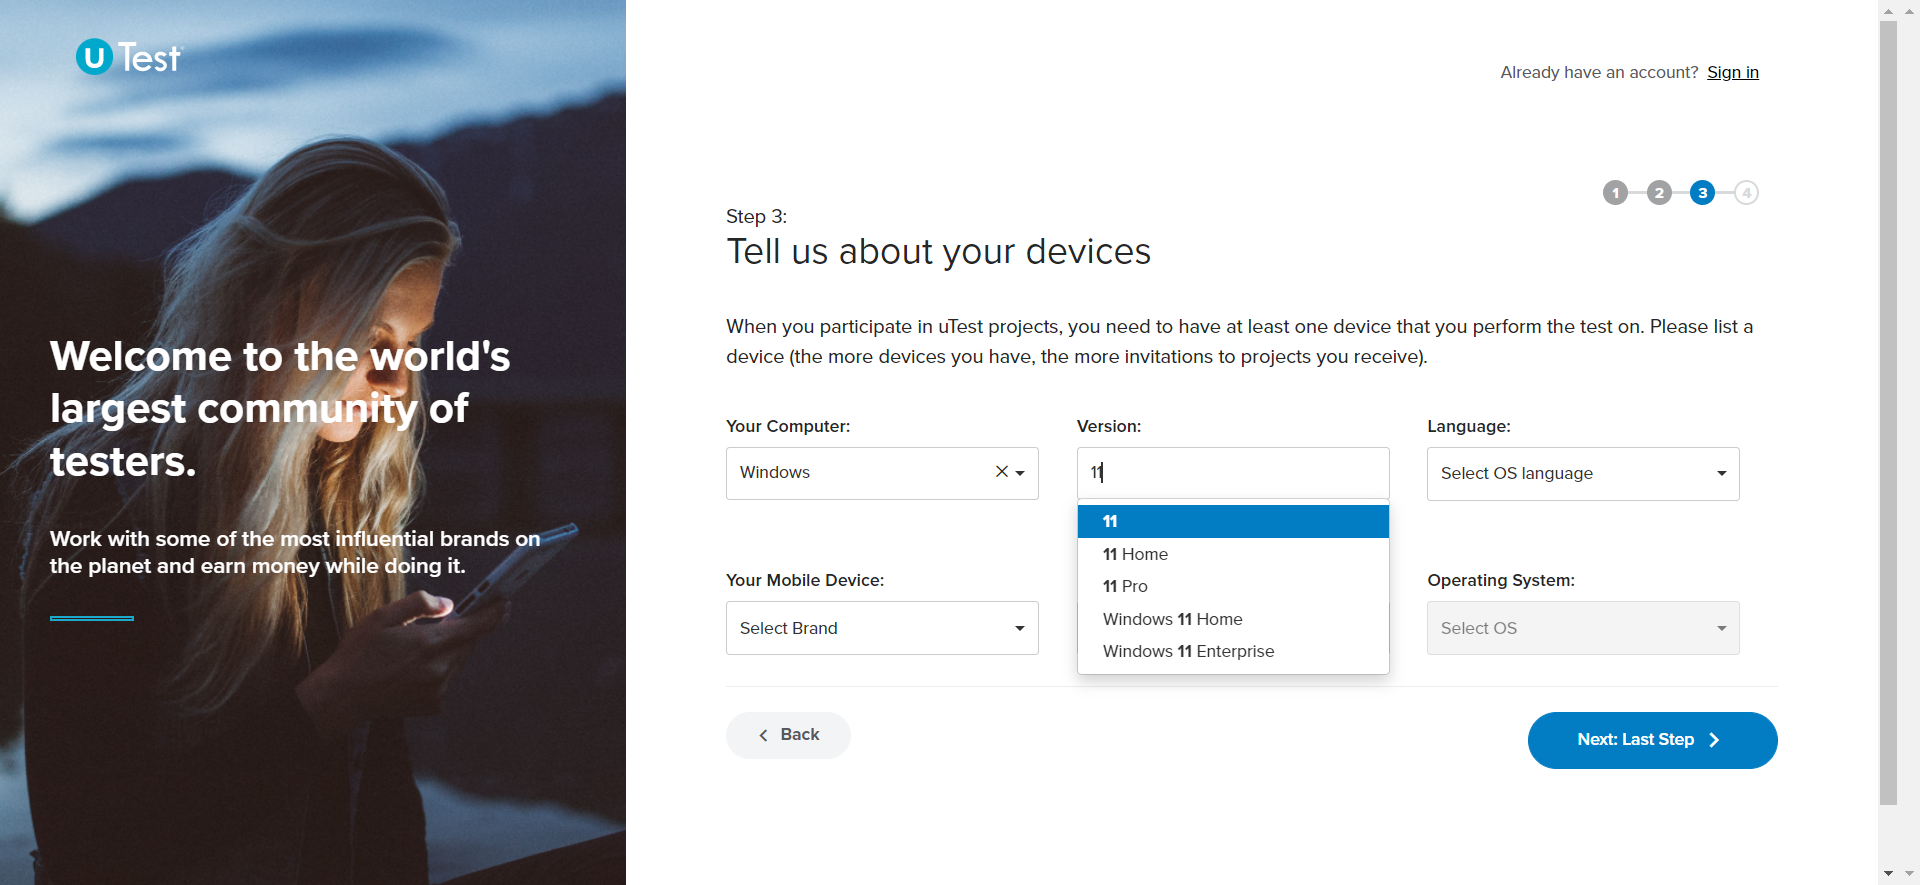 U Test
Welcome to the world's
largest community of
testers.
Work with some of the most influential brands on
the planet and earn money while doing it.
Already have an account? Sign in
1 2 3 4
Step 3:
Tell us about your devices
When you participate in uTest projects, you need to have at least one device that you perform the test on. Please list a
device (the more devices you have, the more invitations to projects you receive).
Your Computer: Version: Language:
Windows 11 Select OS language
11
11 Home
11 Pro
Windows 11 Home
Windows 11 Enterprise
Your Mobile Device: Operating System:
Select Brand Select OS
Back Next: Last Step